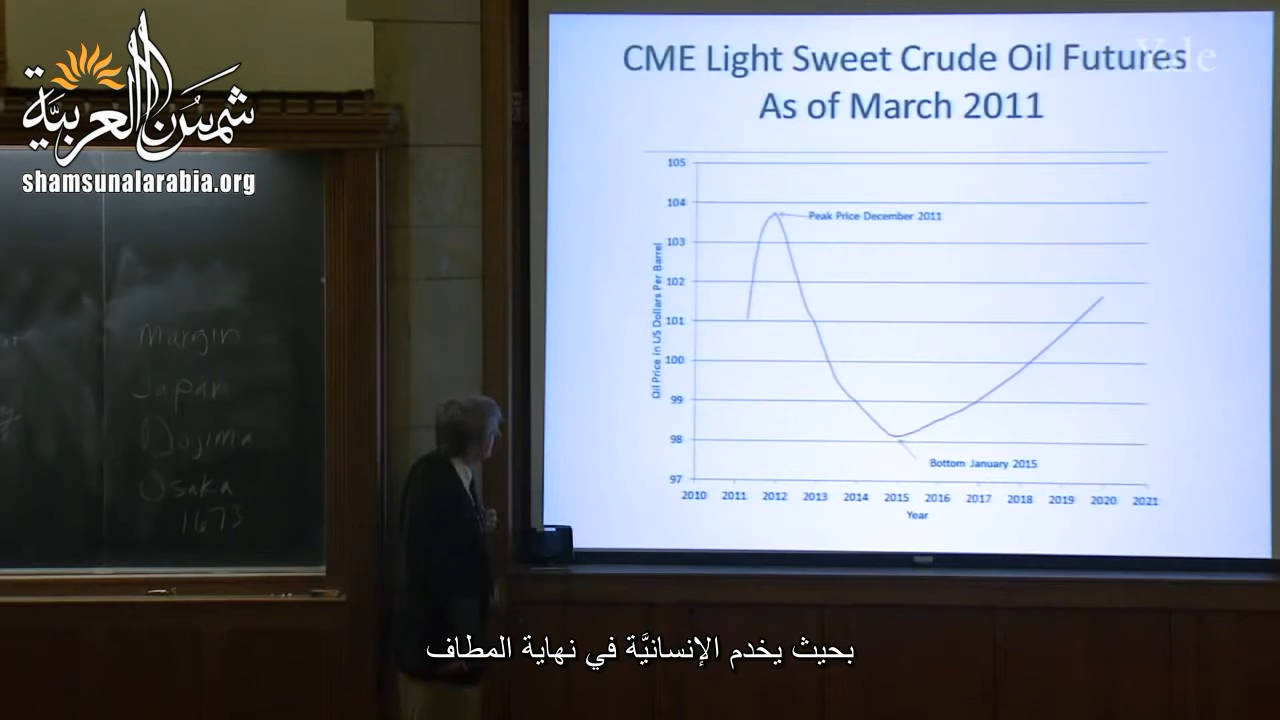 شمسُ العربيَّة
shamsunalarabia.org
Yale
CME Light Sweet Crude Oil Futures
As of March 2011
105
104
103
102
101
100
99
98
97
Oil Price in US Dollars Per Barrel
Peak Price December 2011
Bottom January 2015
2010 2011 2012 2013 2014 2015 2016 2017 2018 2019 2020 2021
Year
Margin
Japan
Dojima
Osaka
1673
بحيث يخدم الإنسانيَّة في نهاية المطاف